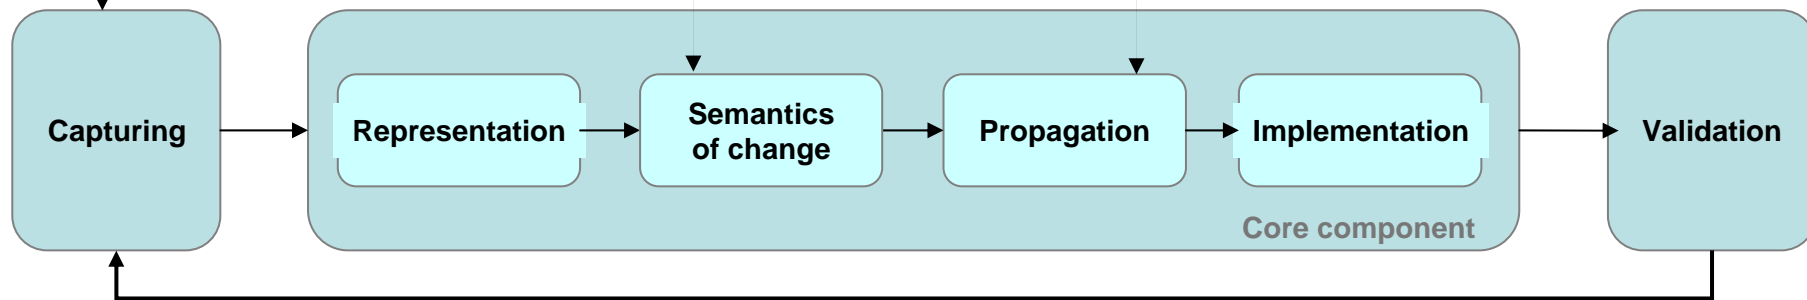 Capturing
Representation
Semantics
of change
Propagation
Implementation
Validation
Core component